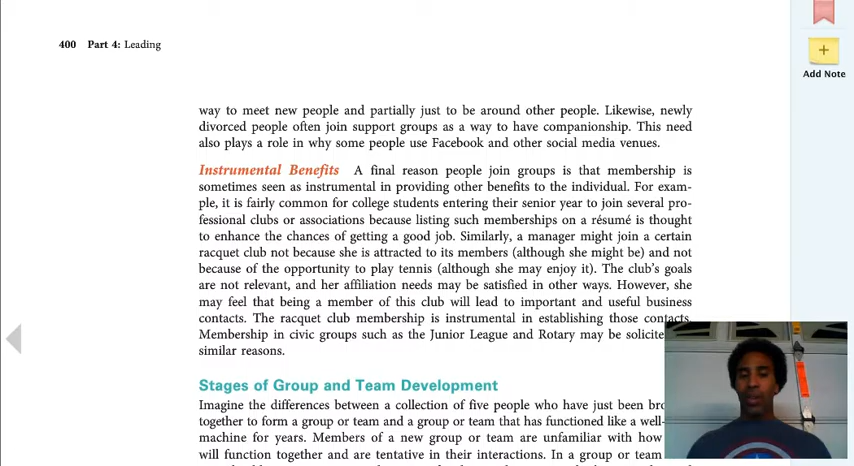 400 Part 4: Leading
Add Note
way to meet new people and partially just to be around other people. Likewise, newly
divorced people often join support groups as a way to have companionship. This need
also plays a role in why some people use Facebook and other social media venues.
Instrumental Benefits A final reason people join groups is that membership is
sometimes seen as instrumental in providing other benefits to the individual. For exam-
ple, it is fairly common for college students entering their senior year to join several pro-
fessional clubs or associations because listing such memberships on a résumé is thought
to enhance the chances of getting a good job. Similarly, a manager might join a certain
racquet club not because she is attracted to its members (although she might be) and not
because of the opportunity to play tennis (although she may enjoy it). The club's goals
are not relevant, and her affiliation needs may be satisfied in other ways. However, she
may feel that being a member of this club will lead to important and useful business
contacts. The racquet club membership is instrumental in establishing those contacts.
Membership in civic groups such as the Junior League and Rotary may be
similar reasons.
Stages of Group and Team Development
Imagine the differences between a collection of five people who have just been
together to form a group or team and a group or team that has functioned like a
machine for years. Members of a new group or team are unfamiliar with how
will function together and are tentative in their interactions. In a group or team